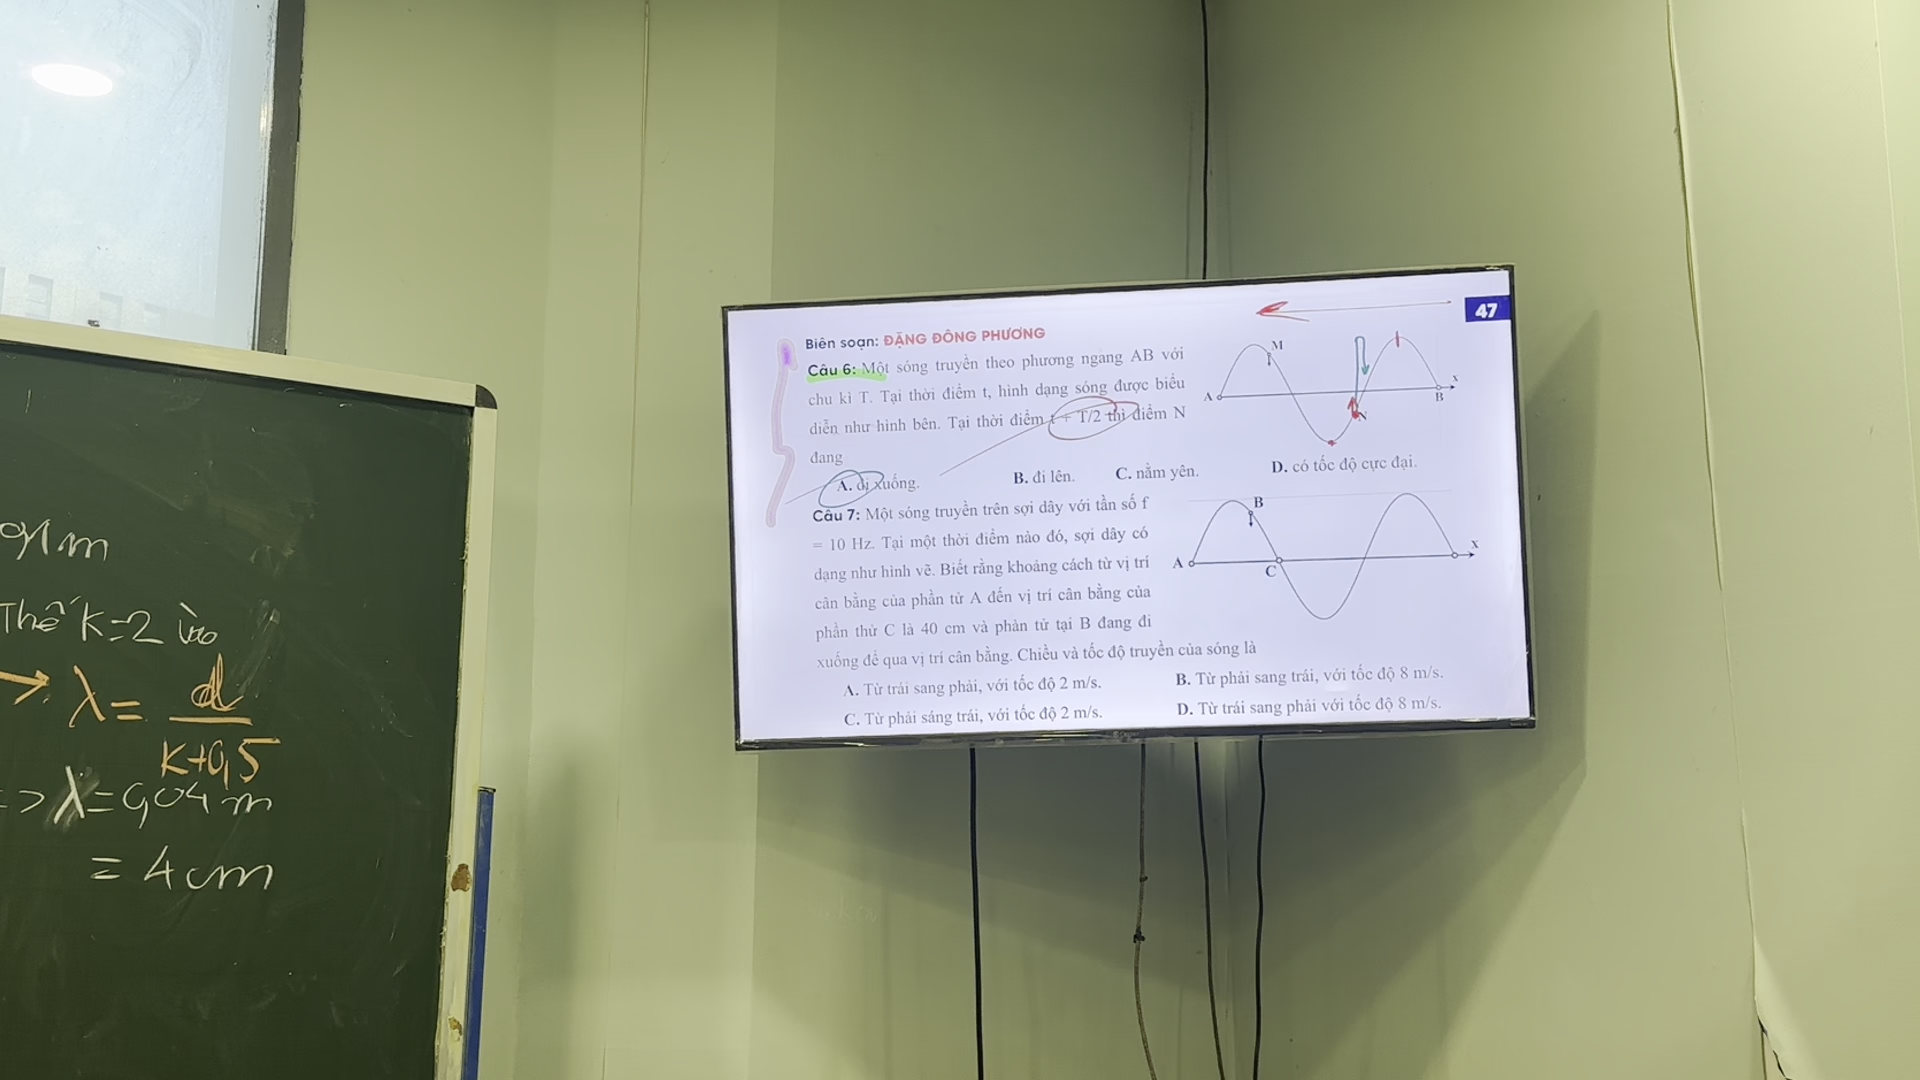 47
Biên soạn: ĐẶNG ĐÔNG PHƯƠNG
Câu 6: Một sóng truyền theo phương ngang AB với
chu kì T. Tại thời điểm t, hình dạng sóng được biểu
diễn như hình bên. Tại thời điểm t + T/2 thì điểm N
đang
A. đi xuống. B. đi lên. C. nằm yên. D. có tốc độ cực đại.
M
A
N
B
x
Câu 7: Một sóng truyền trên sợi dây với tần số f
= 10 Hz. Tại một thời điểm nào đó, sợi dây có
dạng như hình vẽ. Biết rằng khoảng cách từ vị trí
cân bằng của phần tử A đến vị trí cân bằng của
phần thử C là 40 cm và phần tử tại B đang đi
xuống để qua vị trí cân bằng. Chiều và tốc độ truyền của sóng là
B
A
C
x
A. Từ trái sang phải, với tốc độ 2 m/s. B. Từ phải sang trái, với tốc độ 8 m/s.
C. Từ phải sáng trái, với tốc độ 2 m/s. D. Từ trái sang phải với tốc độ 8 m/s.
Thế K=2 vào
→ λ = d
K+0,5
=> λ = 0,04 m
= 4cm